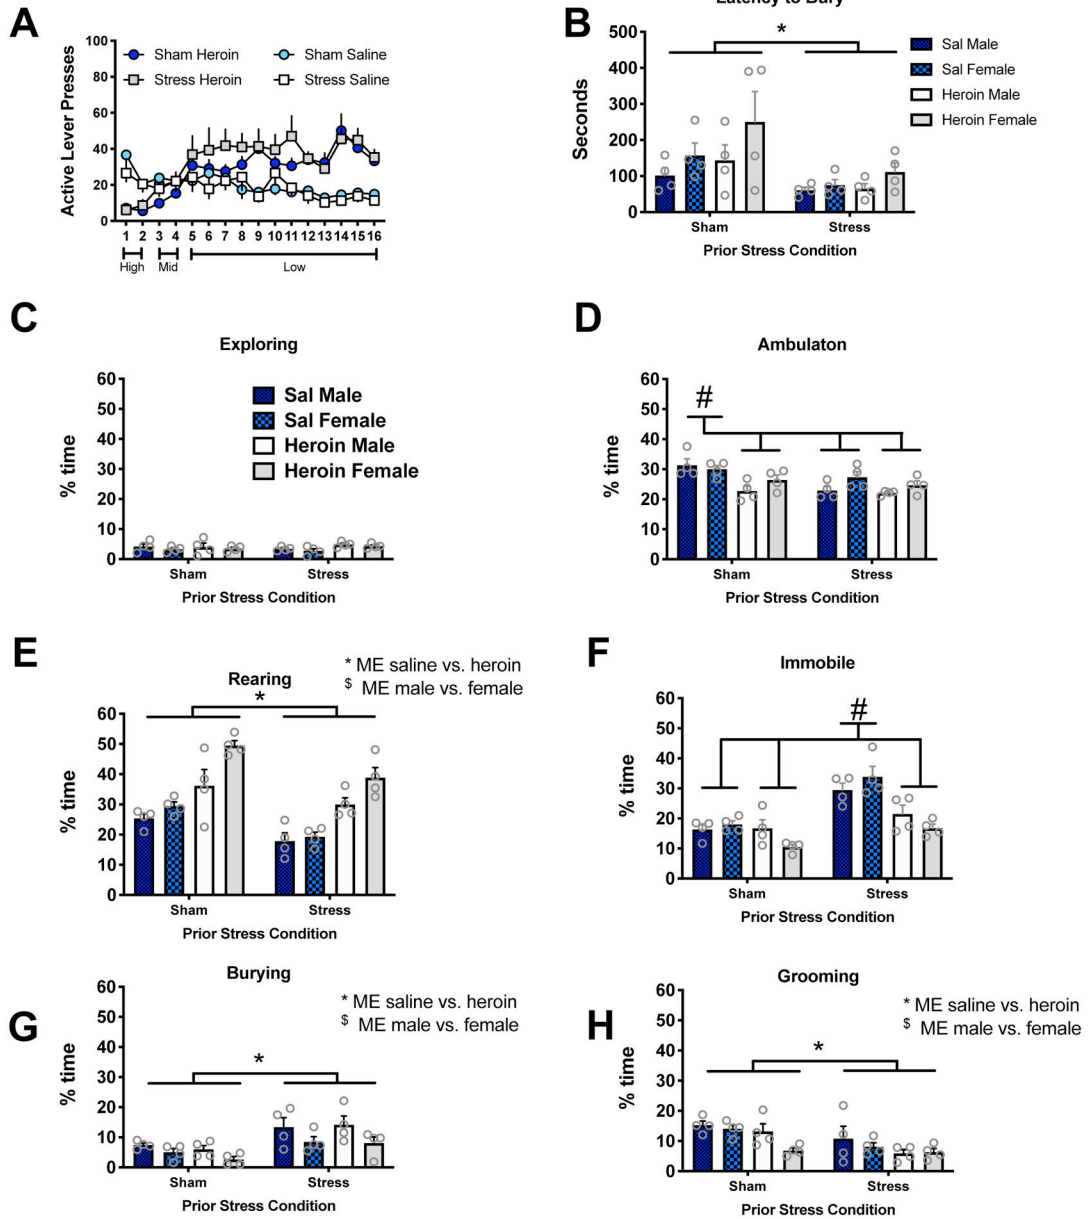 A
100
80
60
40
20
0
Active Lever Presses
Sham Heroin
Sham Saline
Stress Heroin
Stress Saline
1 2 3 4 5 6 7 8 9 10 11 12 13 14 15 16
High Mid Low
B
Latency to Bury
500
400
300
200
100
0
Seconds
*
Sal Male
Sal Female
Heroin Male
Heroin Female
Sham Stress
Prior Stress Condition
C
Exploring
60
50
40
30
20
10
0
% time
Sal Male
Sal Female
Heroin Male
Heroin Female
Sham Stress
Prior Stress Condition
D
Ambulaton
60
50
40
30
20
10
0
% time
#
Sham Stress
Prior Stress Condition
E
* ME saline vs. heroin
$ ME male vs. female
Rearing
*
60
50
40
30
20
10
0
% time
Sham Stress
Prior Stress Condition
F
Immobile
60
50
40
30
20
10
0
% time
#
Sham Stress
Prior Stress Condition
G
Burying
* ME saline vs. heroin
$ ME male vs. female
60
50
40
30
20
10
0
% time
*
Sham Stress
Prior Stress Condition
H
Grooming
* ME saline vs. heroin
$ ME male vs. female
60
50
40
30
20
10
0
% time
*
Sham Stress
Prior Stress Condition